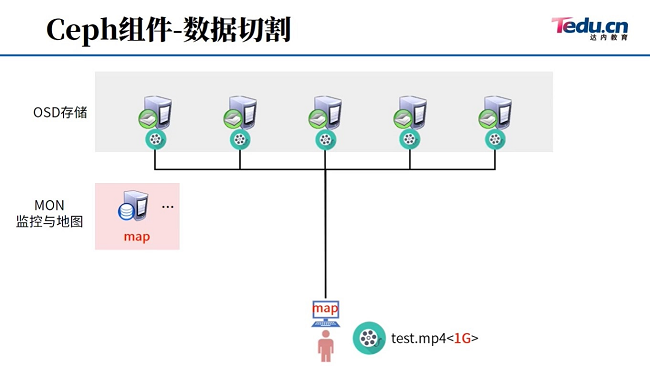 Ceph组件-数据切割
Tedu.cn
达内教育
OSD存储
MON
监控与地图
...
map
map
test.mp4<1G>